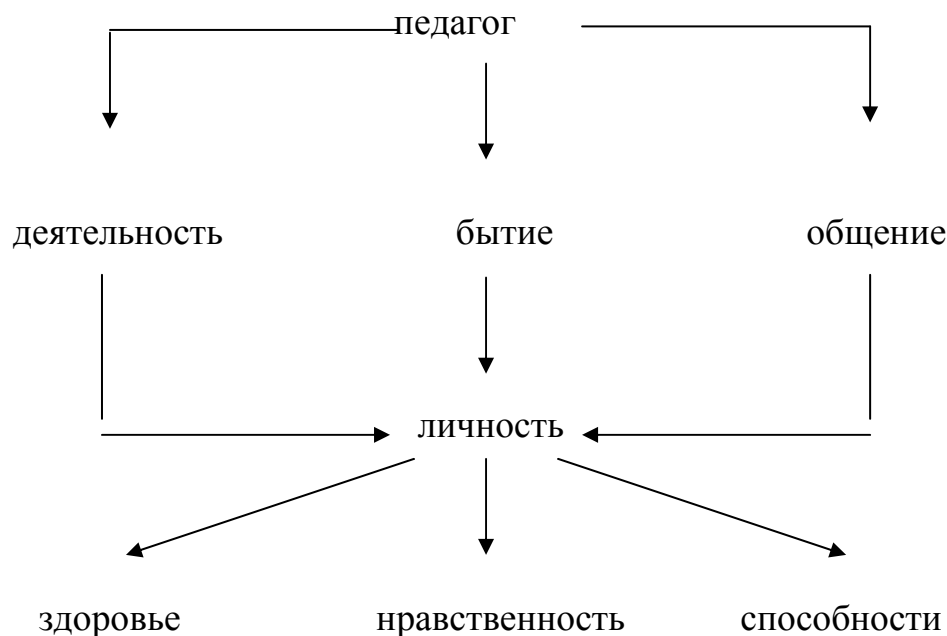 педагог
деятельность бытие общение
личность
здоровье нравственность способности